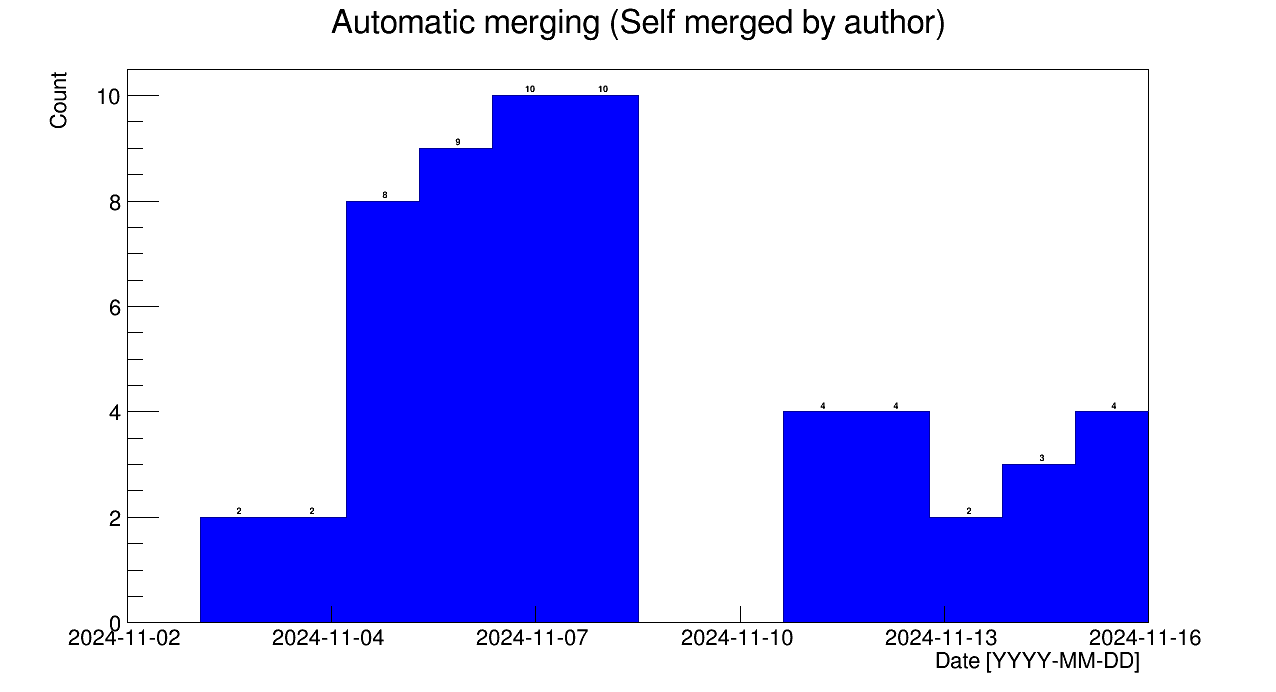 Automatic merging (Self merged by author)
Count
10
8
6
4
2
0
10 10
9
8
2 2
4 4 2 3 4
2024-11-02 2024-11-04 2024-11-07 2024-11-10 2024-11-13 2024-11-16
Date [YYYY-MM-DD]